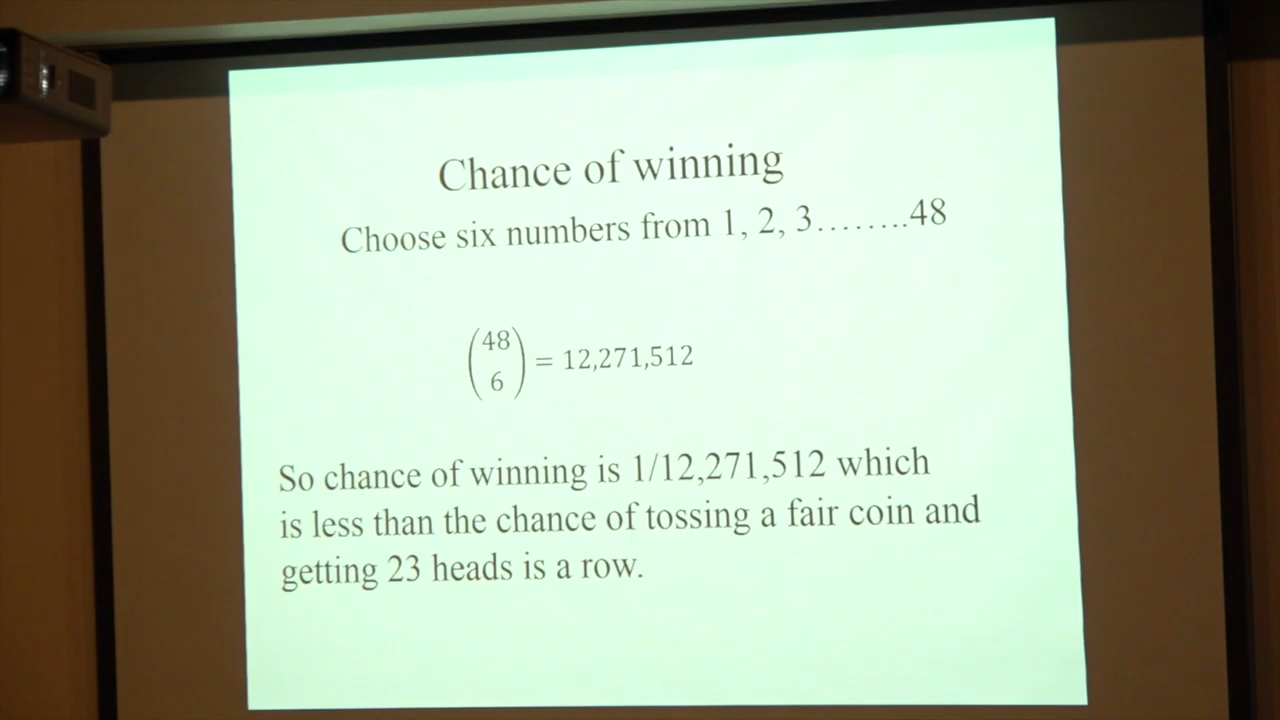 Chance of winning
Choose six numbers from 1, 2, 3........48
(48 6) = 12,271,512
So chance of winning is 1/12,271,512 which
is less than the chance of tossing a fair coin and
getting 23 heads is a row.